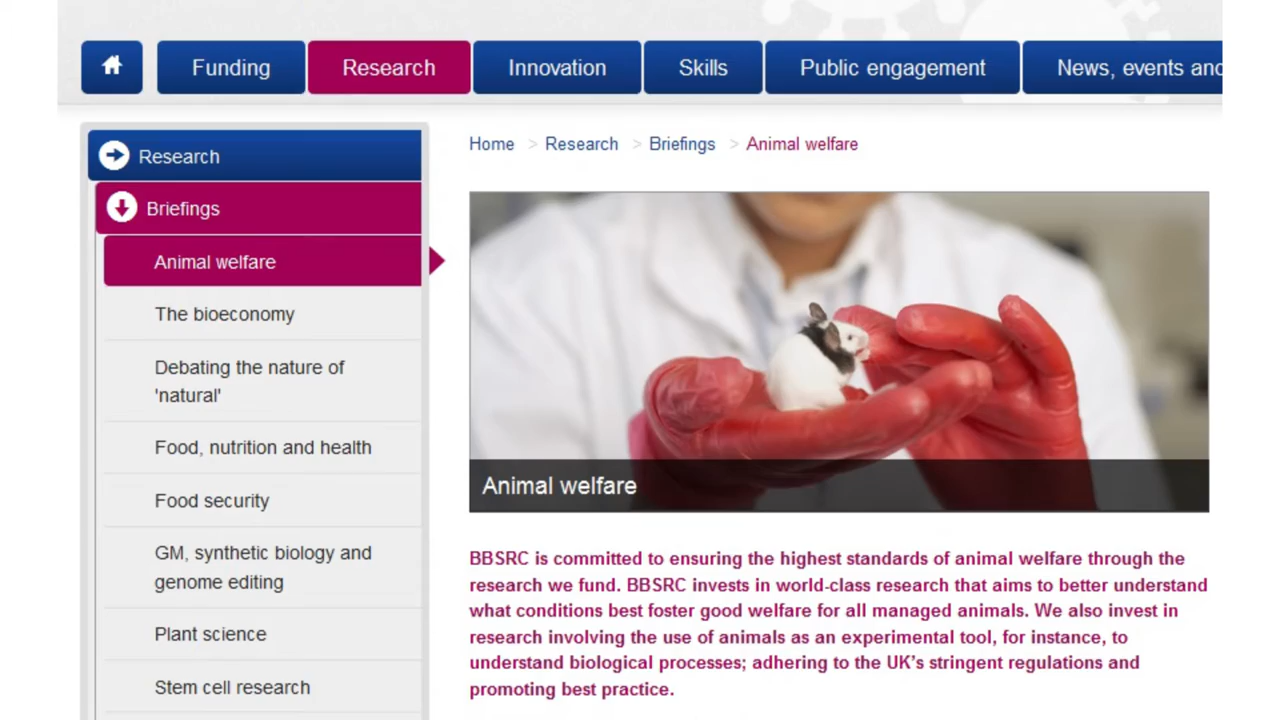 Funding
Research
Innovation
Skills
Public engagement
News, events and
Research
Briefings
Animal welfare
The bioeconomy
Debating the nature of
'natural'
Food, nutrition and health
Food security
GM, synthetic biology and
genome editing
Plant science
Stem cell research
Home > Research > Briefings > Animal welfare
Animal welfare
BBSRC is committed to ensuring the highest standards of animal welfare through the
research we fund. BBSRC invests in world-class research that aims to better understand
what conditions best foster good welfare for all managed animals. We also invest in
research involving the use of animals as an experimental tool, for instance, to
understand biological processes; adhering to the UK’s stringent regulations and
promoting best practice.